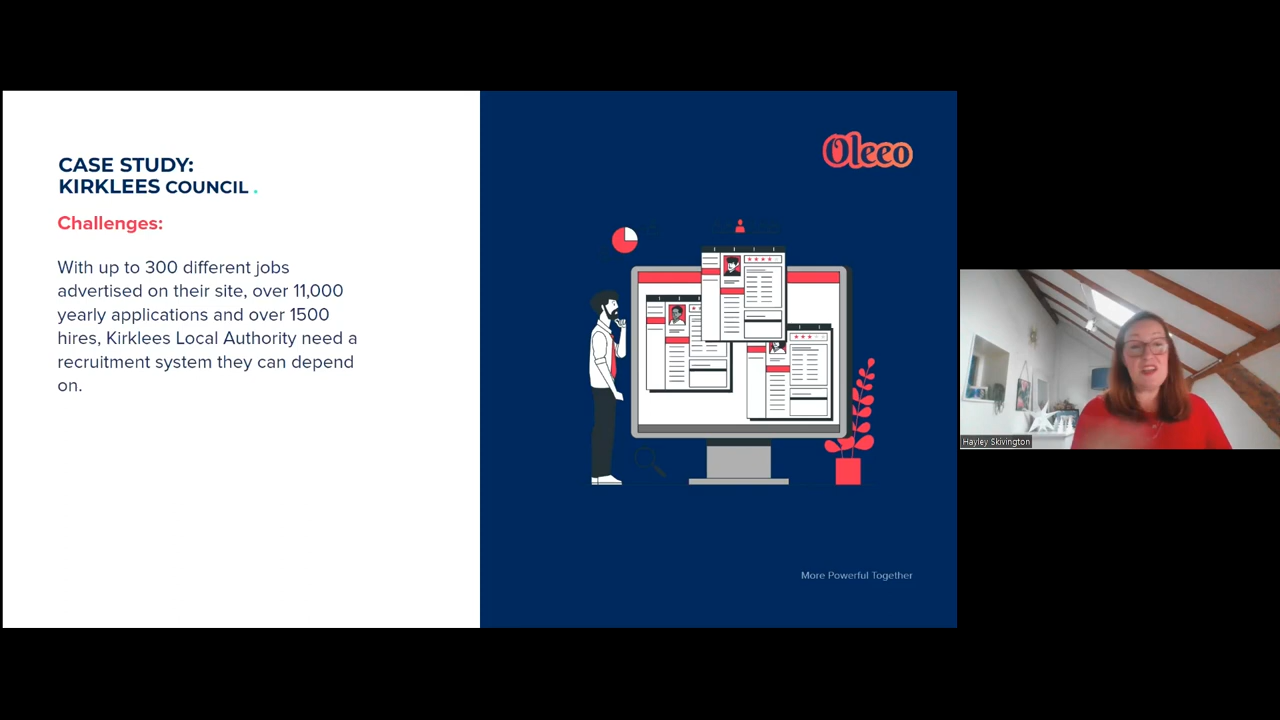 CASE STUDY:
KIRKLEES COUNCIL .
Challenges:
With up to 300 different jobs
advertised on their site, over 11,000
yearly applications and over 1500
hires, Kirklees Local Authority need a
recruitment system they can depend
on.
Oleeo
More Powerful Together
Hayley Skivington